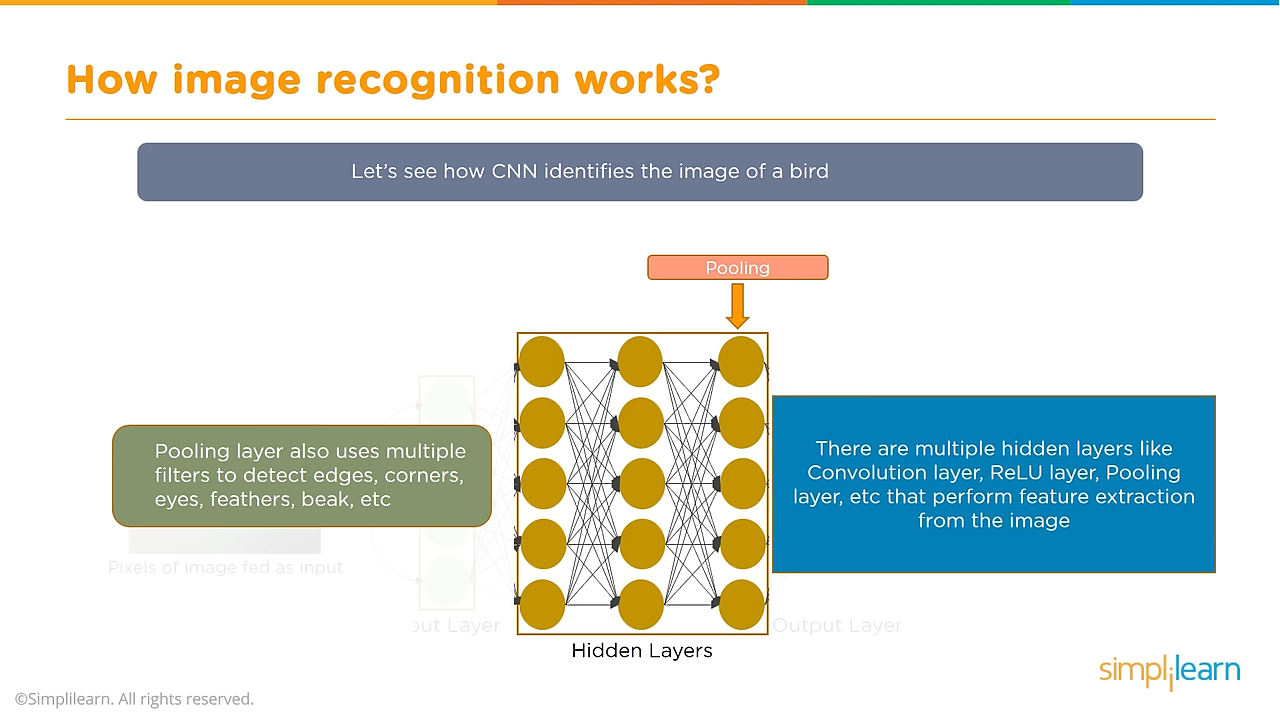 How image recognition works?
Let's see how CNN identifies the image of a bird
Pooling
Pooling layer also uses multiple
filters to detect edges, corners,
eyes, feathers, beak, etc
There are multiple hidden layers like
Convolution layer, ReLU layer, Pooling
layer, etc that perform feature extraction
from the image
Pixels of image fed as input
put Layer
Output Layer
Hidden Layers
simplilearn
©Simplilearn. All rights reserved.